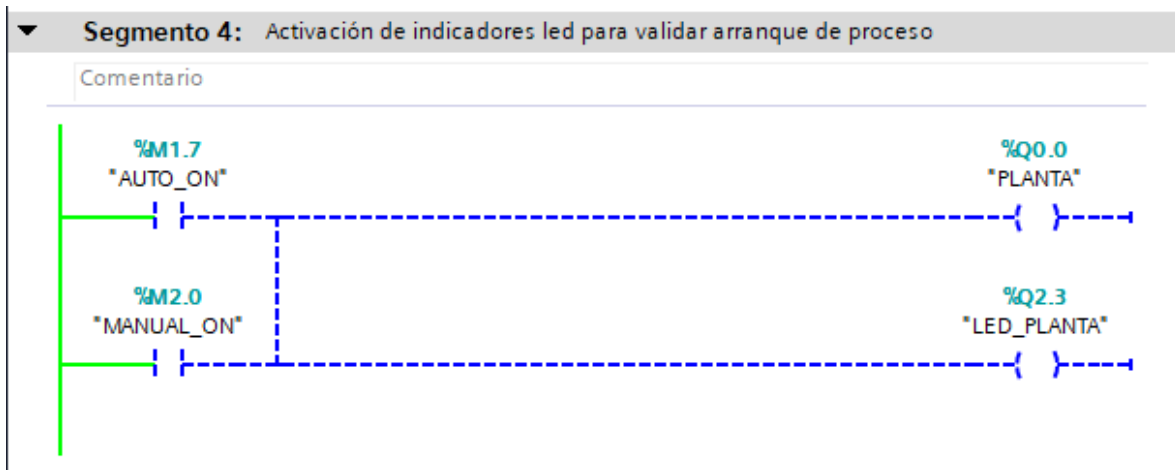 Segmento 4: Activación de indicadores led para validar arranque de proceso
Comentario
%M1.7 %Q0.0
"AUTO_ON" "PLANTA"
%M2.0 %Q2.3
"MANUAL_ON" "LED_PLANTA"